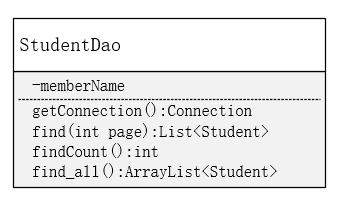 StudentDao
-memberName
getConnection():Connection
find(int page):List<Student>
findCount():int
find_all():ArrayList<Student>